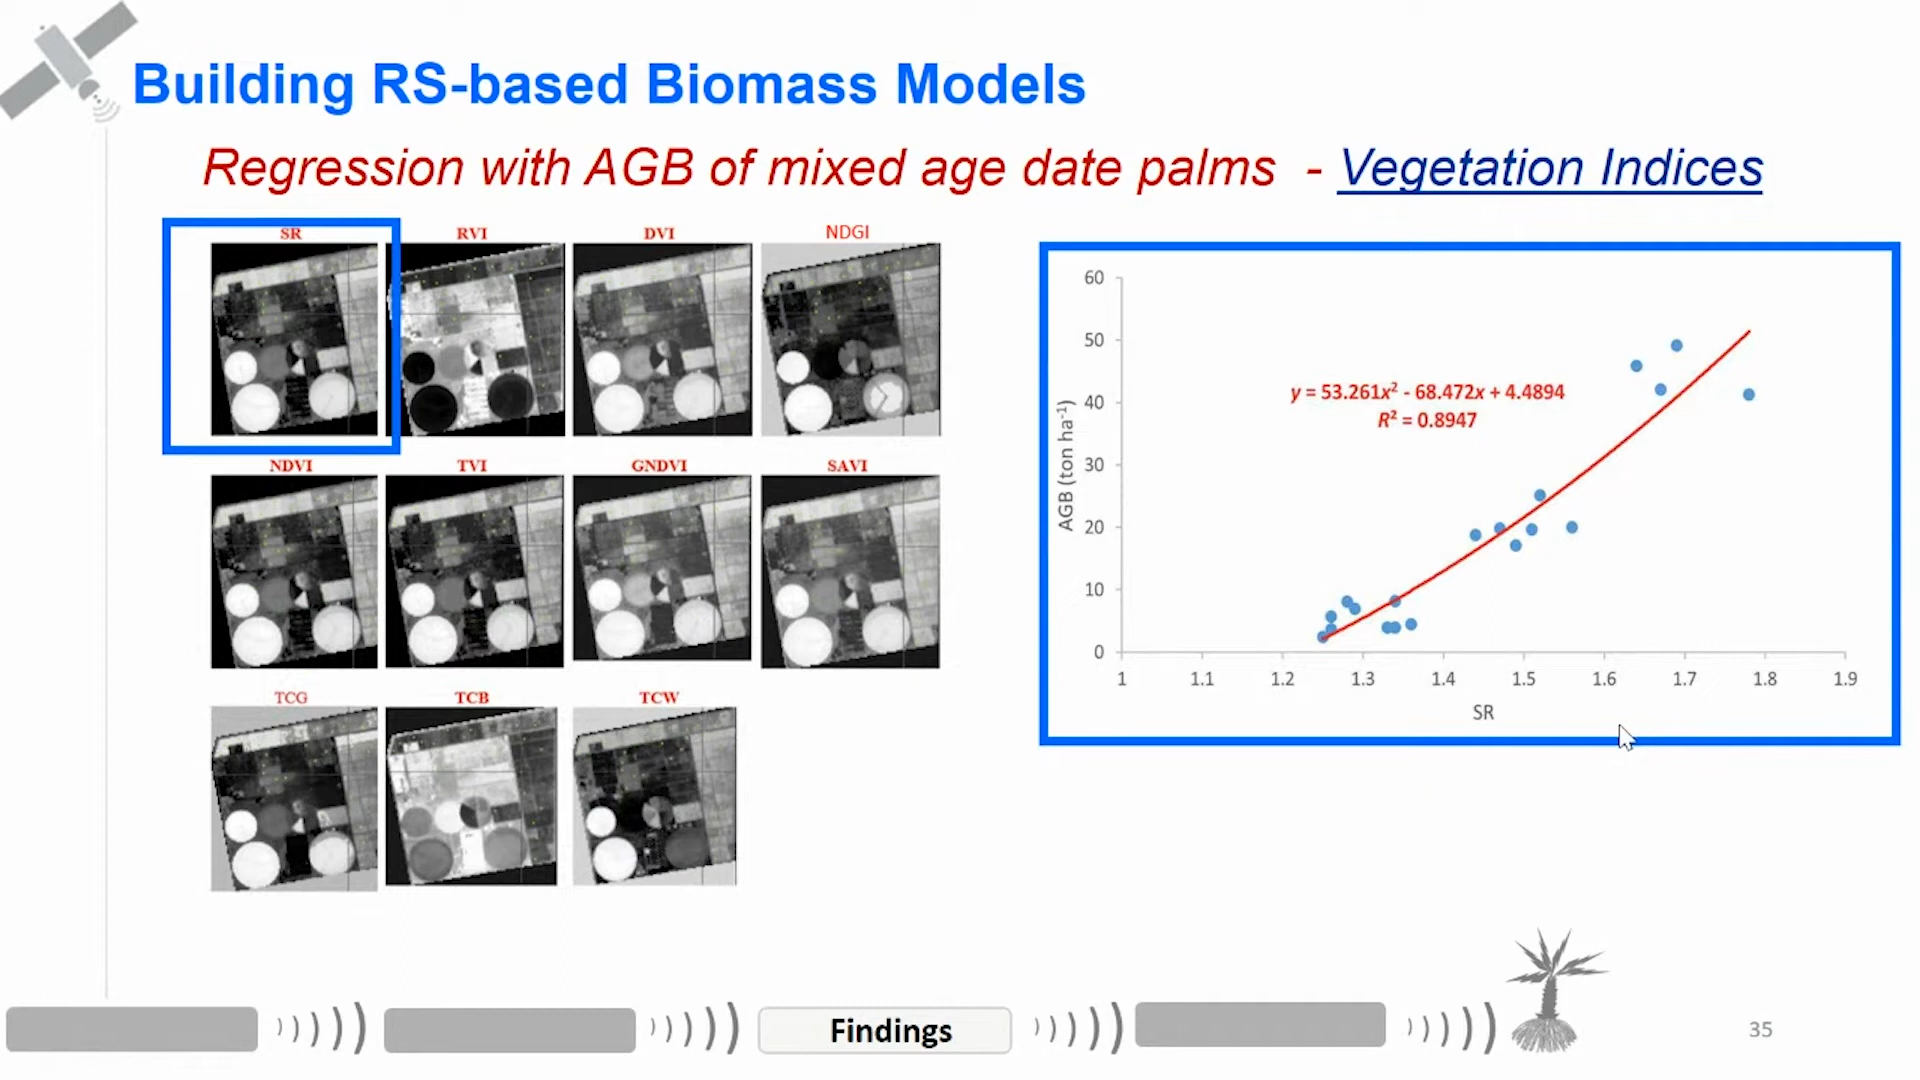 Building RS-based Biomass Models
Regression with AGB of mixed age date palms - Vegetation Indices
SR RVI DVI NDGI
NDVI TVI GNDVI SAVI
TCG TCB TCW
60
50
40
30
20
10
0
AGB (ton ha⁻¹)
y = 53.261x² - 68.472x + 4.4894
R² = 0.8947
1 1.1 1.2 1.3 1.4 1.5 1.6 1.7 1.8 1.9
SR
Findings
35